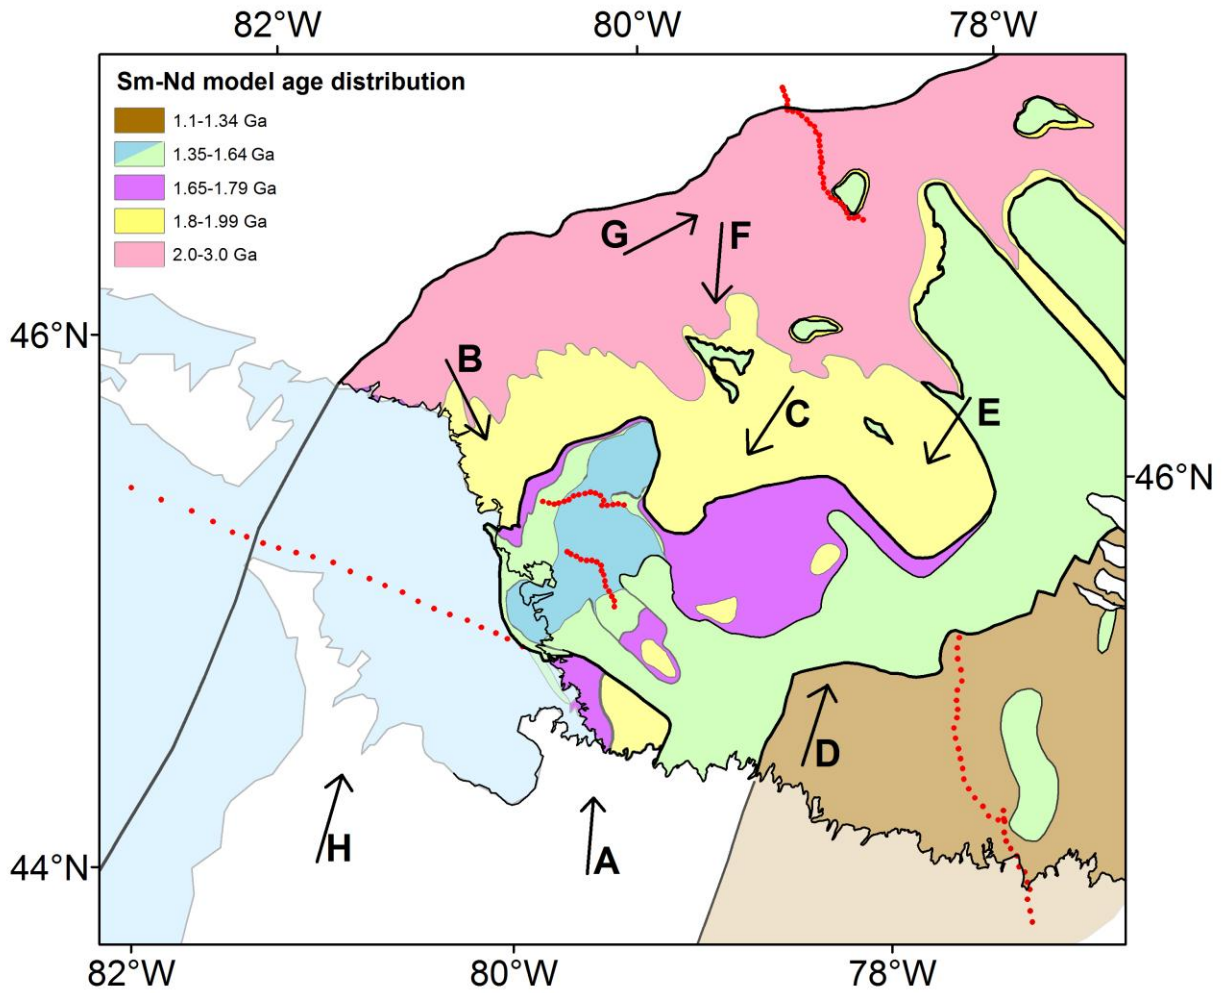 82°W 80°W 78°W
Sm-Nd model age distribution
1.1-1.34 Ga
1.35-1.64 Ga
1.65-1.79 Ga
1.8-1.99 Ga
2.0-3.0 Ga
G F
46°N
B
C E
46°N
D
H A
44°N
82°W 80°W 78°W